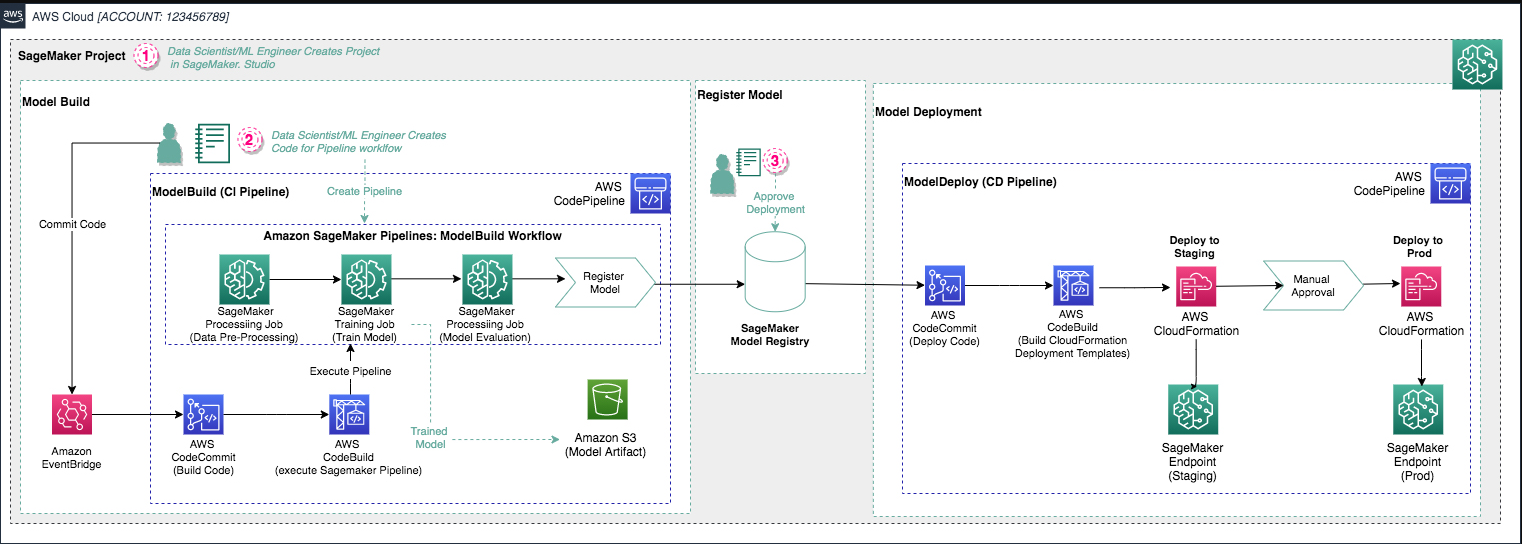 aws
AWS Cloud [ACCOUNT: 123456789]
SageMaker Project
1
Data Scientist/ML Engineer Creates Project
in SageMaker. Studio
Model Build
2
Data Scientist/ML Engineer Creates
Code for Pipeline worklfow
Commit Code
ModelBuild (CI Pipeline)
Create Pipeline
AWS
CodePipeline
Amazon SageMaker Pipelines: ModelBuild Workflow
SageMaker
Processiing Job
(Data Pre-Processing)
SageMaker
Training Job
(Train Model)
SageMaker
Processiing Job
(Model Evaluation)
Register
Model
Execute Pipeline
Amazon
EventBridge
AWS
CodeCommit
(Build Code)
AWS
CodeBuild
(execute Sagemaker Pipeline)
Trained
Model
Amazon S3
(Model Artifact)
Register Model
3
Approve
Deployment
SageMaker
Model Registry
Model Deployment
ModelDeploy (CD Pipeline)
AWS
CodePipeline
AWS
CodeCommit
(Deploy Code)
AWS
CodeBuild
(Build CloudFormation
Deployment Templates)
Deploy to
Staging
AWS
CloudFormation
SageMaker
Endpoint
(Staging)
Manual
Approval
Deploy to
Prod
AWS
CloudFormation
SageMaker
Endpoint
(Prod)